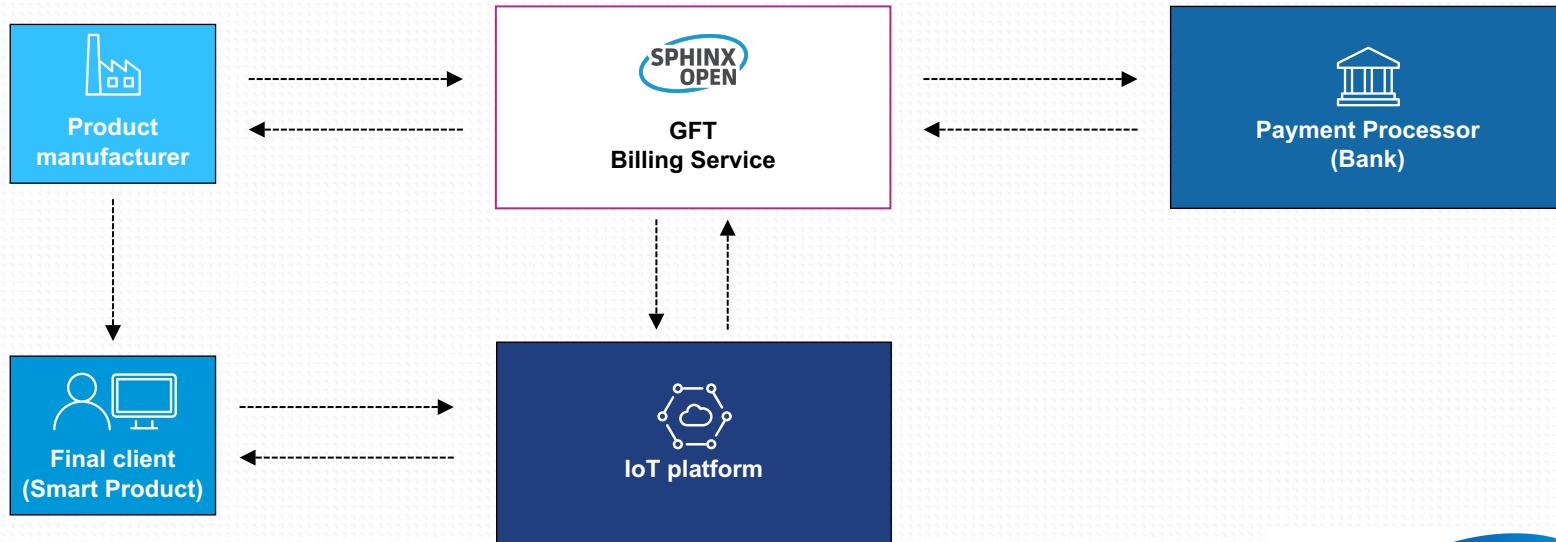 Product
manufacturer
SPHINX
OPEN
GFT
Billing Service
Payment Processor
(Bank)
Final client
(Smart Product)
IoT platform